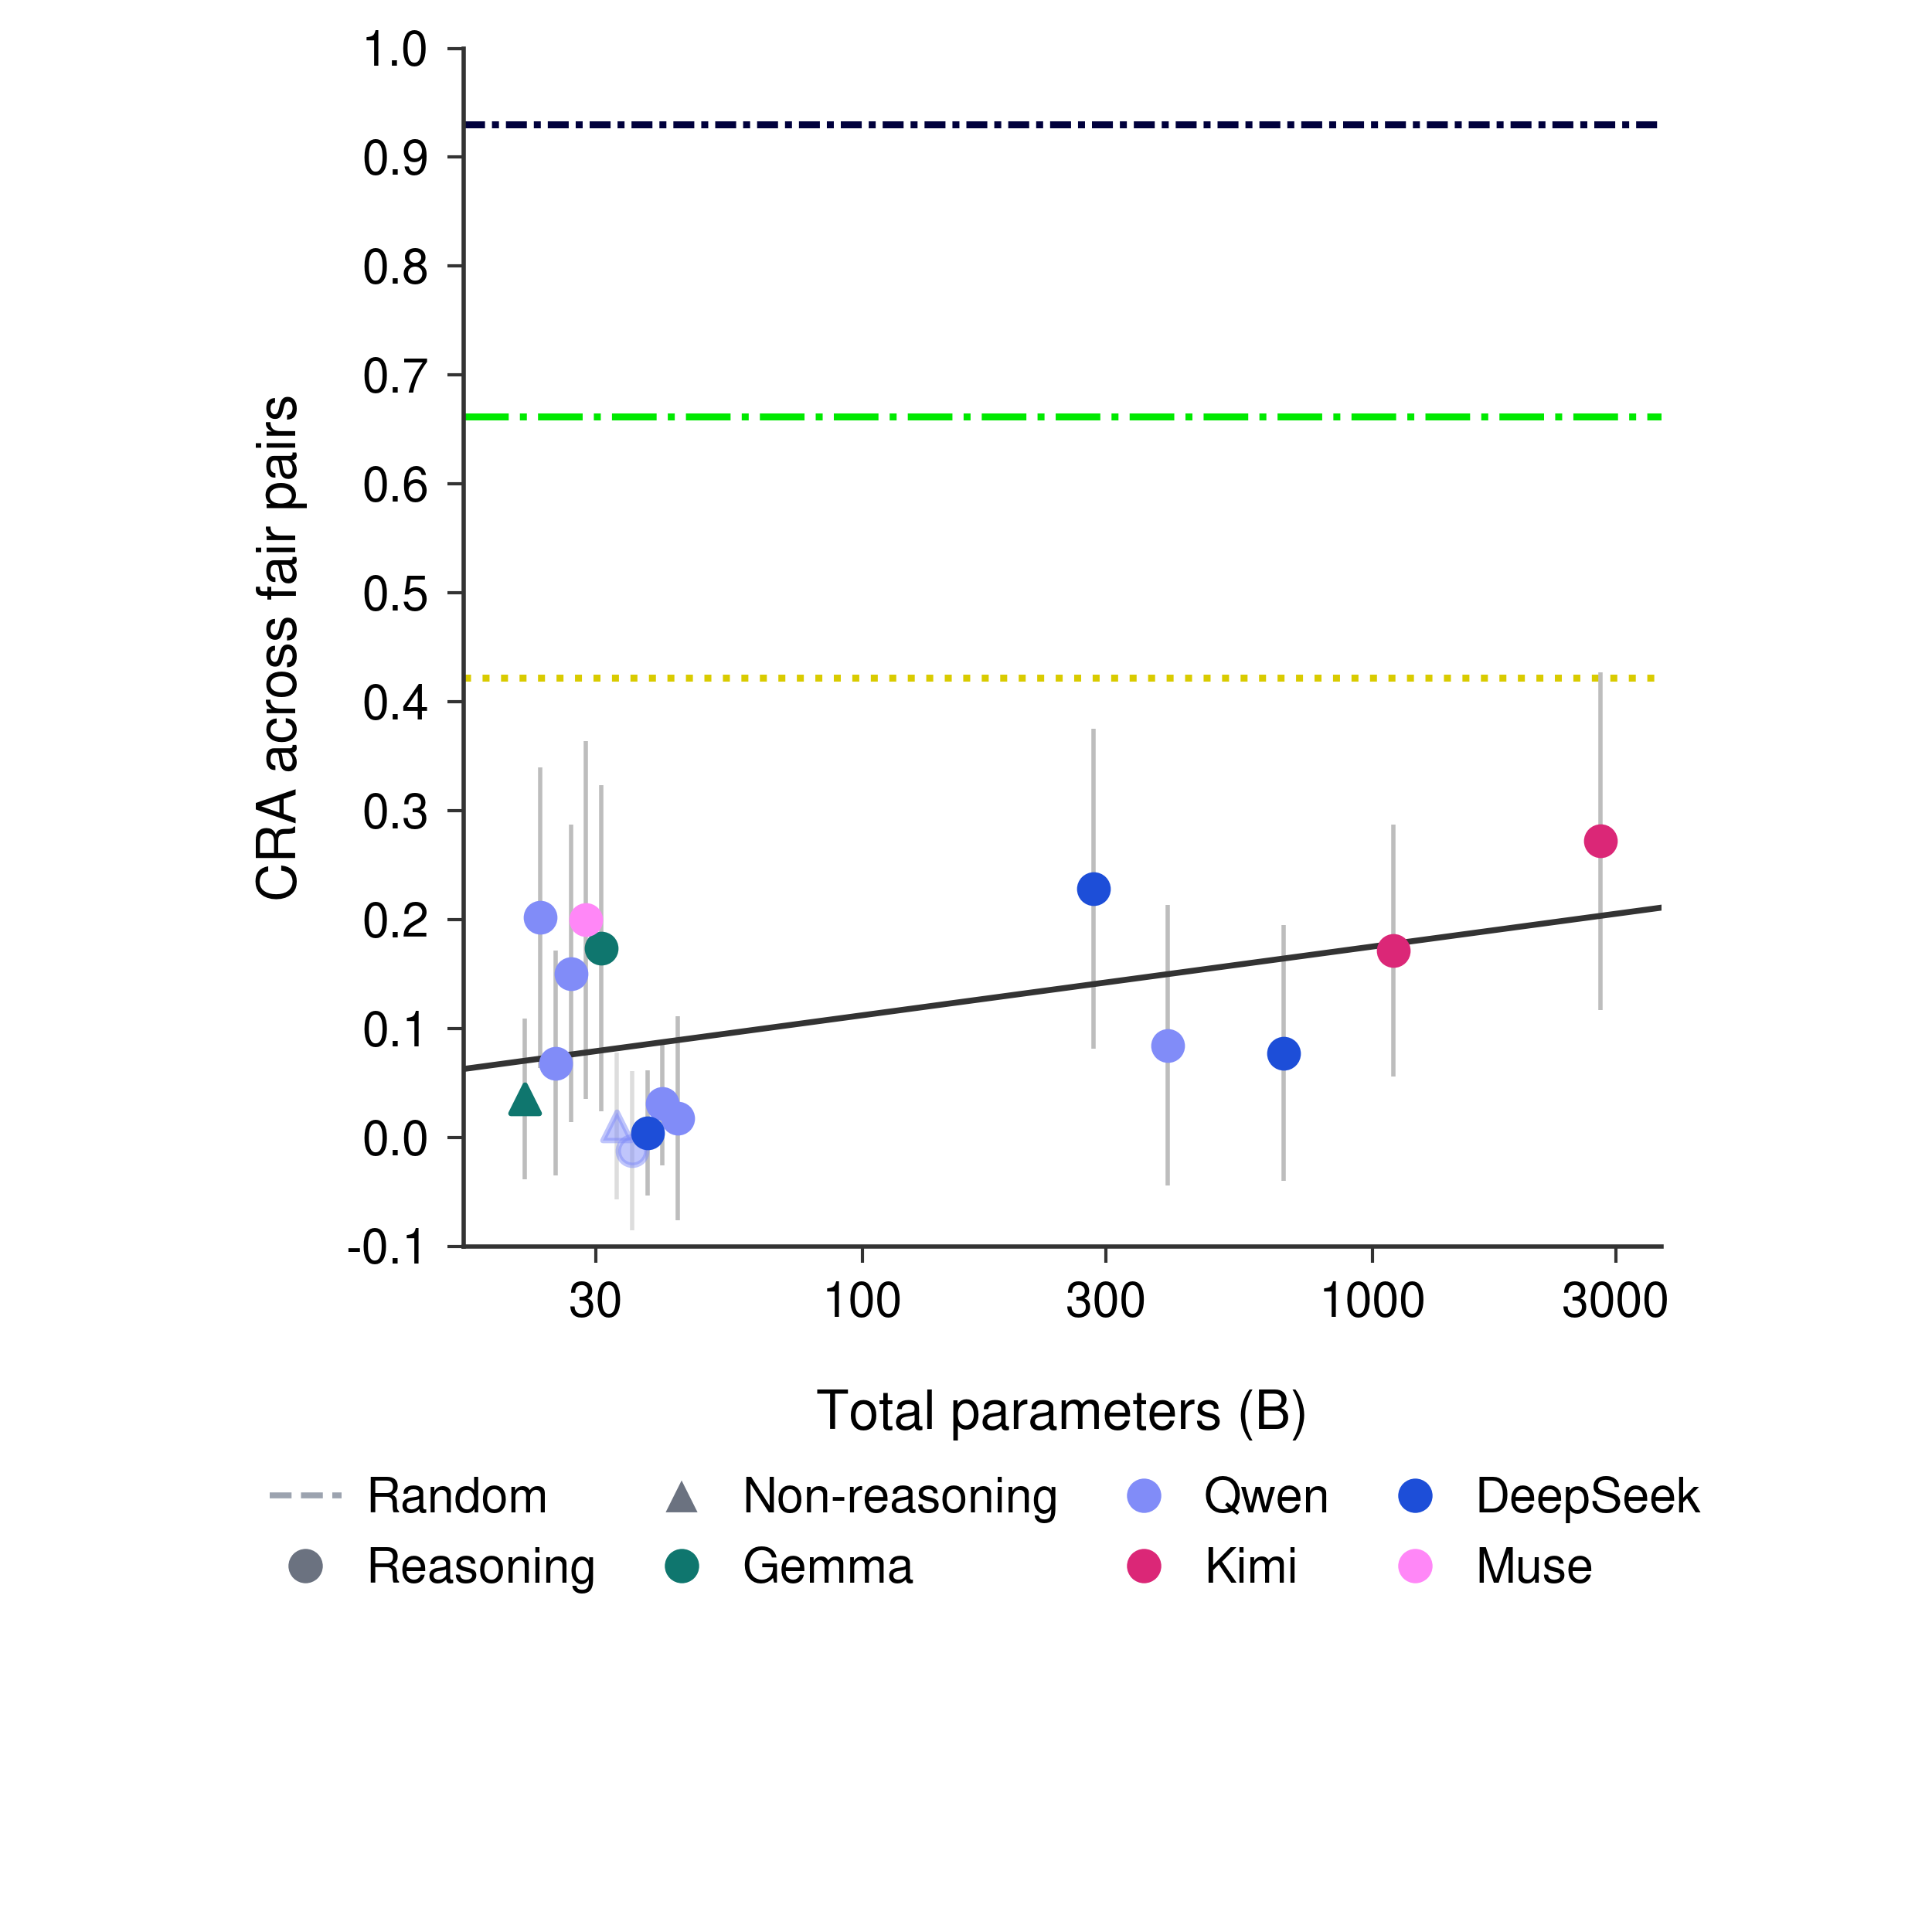 1.0
0.9
0.8
0.7
0.6
0.5
0.4
0.3
0.2
0.1
0.0
-0.1
CRA across fair pairs
30 100 300 1000 3000
Total parameters (B)
Random Non-reasoning Qwen DeepSeek
Reasoning Gemma Kimi Muse